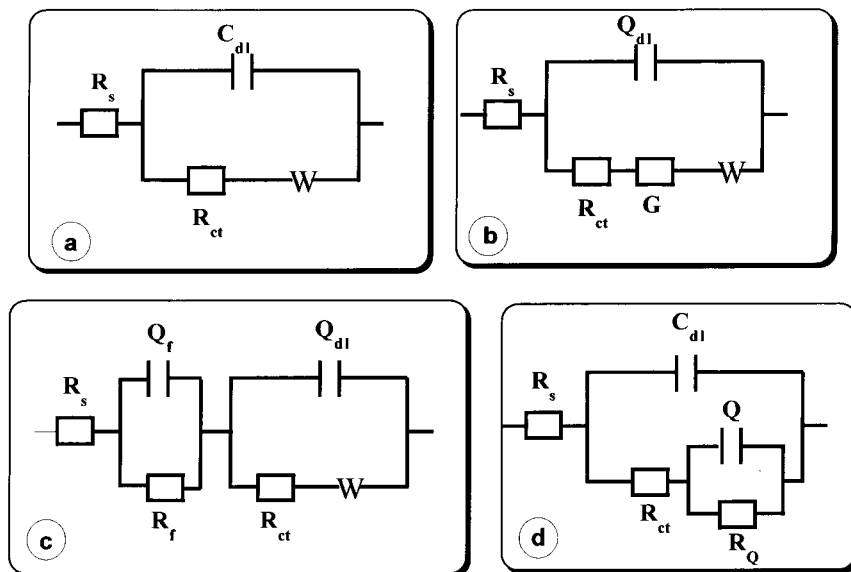 C_dl
R_s
W
R_ct
a
Q_dl
R_s
W
R_ct G
b
Q_f Q_dl
R_s
W
R_f R_ct
c
C_dl
R_s
Q
R_ct
R_Q
d